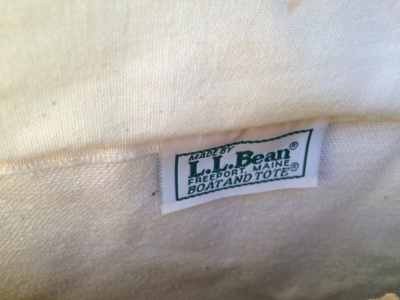 MADE BY
L.L.Bean®
FREEPORT, MAINE
BOAT AND TOTE®